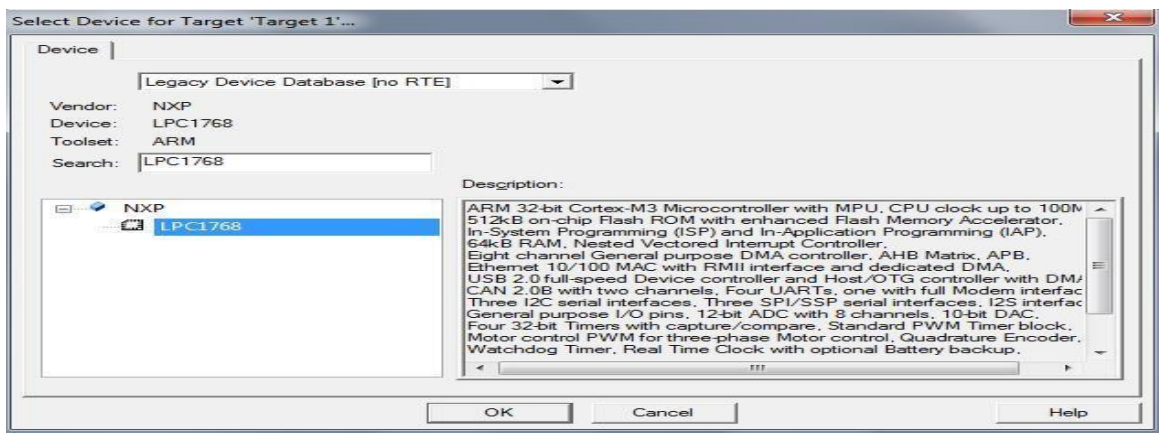 Select Device for Target 'Target 1'...
Device
Legacy Device Database [no RTE]
Vendor: NXP
Device: LPC1768
Toolset: ARM
Search: LPC1768
NXP
LPC1768
Description:
ARM 32-bit Cortex-M3 Microcontroller with MPU, CPU clock up to 100M
512kB on-chip Flash ROM with enhanced Flash Memory Accelerator,
In-System Programming (ISP) and In-Application Programming (IAP),
64kB RAM, Nested Vectored Interrupt Controller,
Eight channel General purpose DMA controller, AHB Matrix, APB,
Ethernet 10/100 MAC with RMII interface and dedicated DMA,
USB 2.0 full-speed Device controller and Host/OTG controller with DMA
CAN 2.0B with two channels, Four UARTs, one with full Modem interfac
Three I2C serial interfaces, Three SPI/SSP serial interfaces, I2S interfac
General purpose I/O pins, 12-bit ADC with 8 channels, 10-bit DAC,
Four 32-bit Timers with capture/compare, Standard PWM Timer block,
Motor control PWM for three-phase Motor control, Quadrature Encoder,
Watchdog Timer, Real Time Clock with optional Battery backup,
OK
Cancel
Help